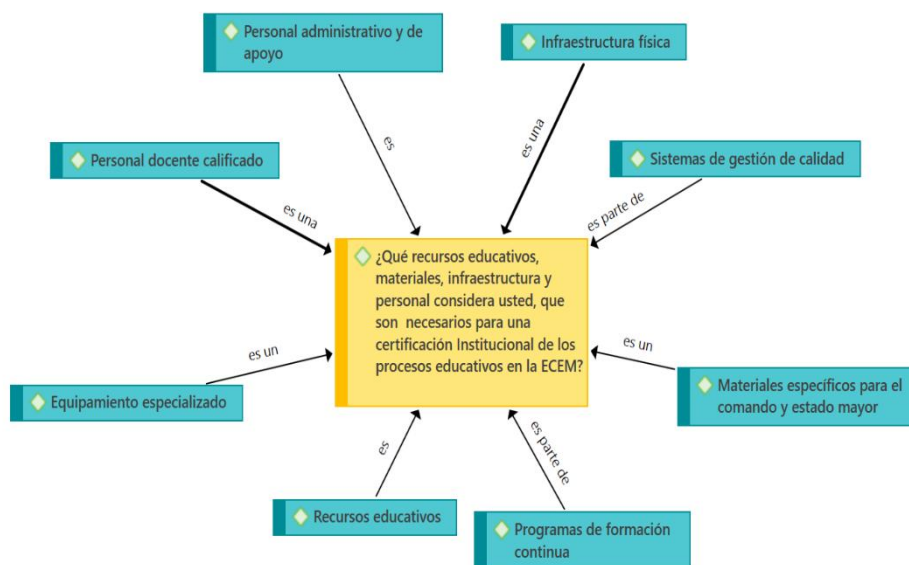 Personal administrativo y de
apoyo
Infraestructura física
es
es una
Personal docente calificado
Sistemas de gestión de calidad
es una
es parte de
¿Qué recursos educativos,
materiales, infraestructura y
personal considera usted, que
son necesarios para una
certificación Institucional de los
procesos educativos en la ECEM?
es un
es un
Equipamiento especializado
Materiales específicos para el
comando y estado mayor
es
es parte de
Recursos educativos
Programas de formación
continua